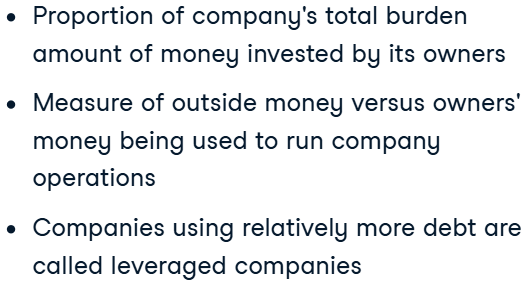 • Proportion of company's total burden
amount of money invested by its owners
• Measure of outside money versus owners'
money being used to run company
operations
• Companies using relatively more debt are
called leveraged companies